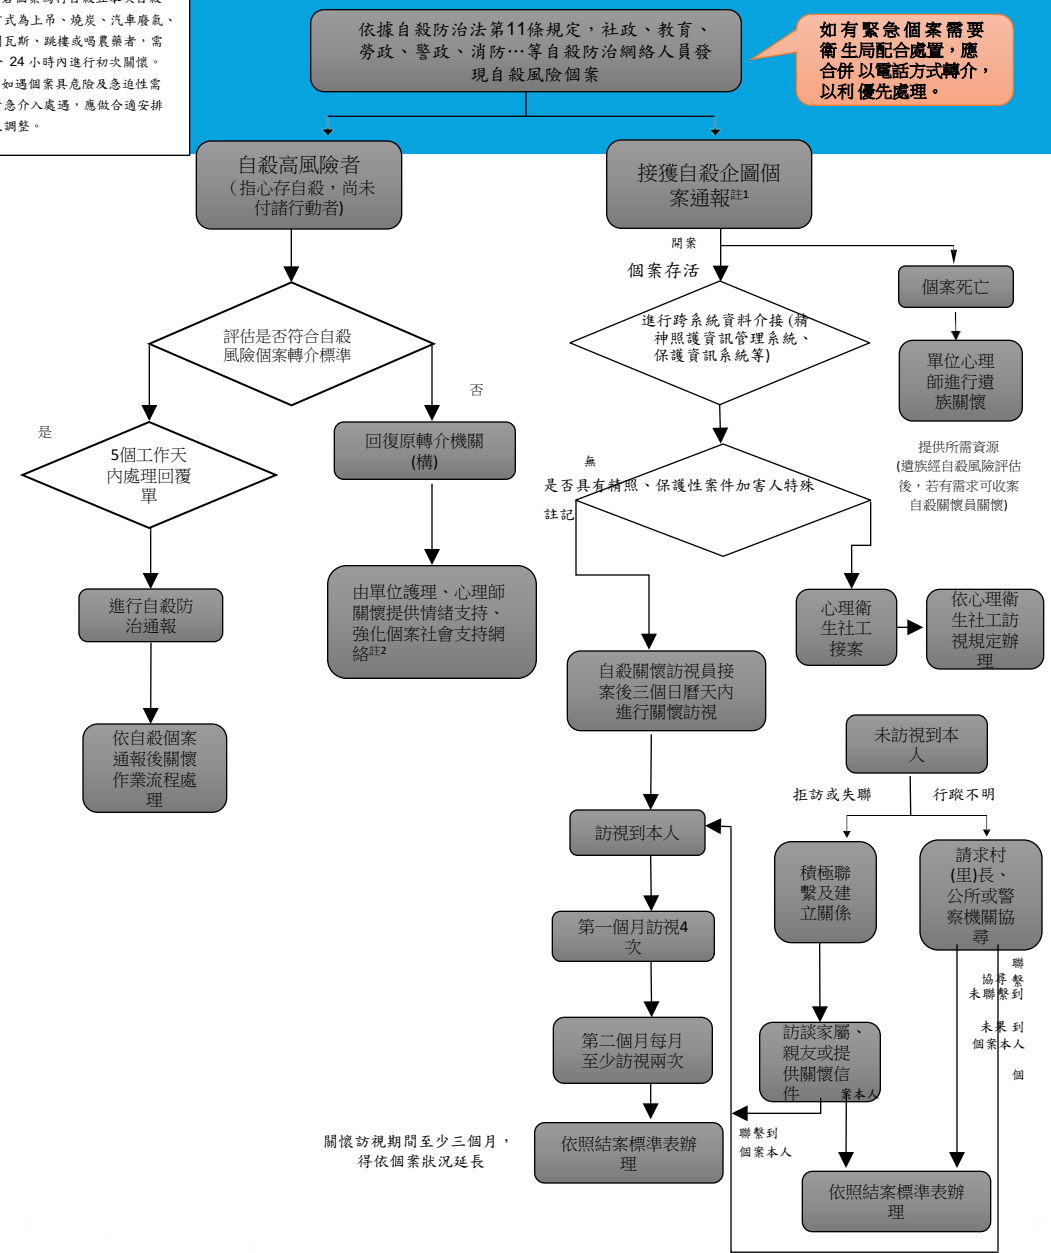 方式為上吊、燒炭、汽車廢氣、
瓦斯、跳樓或喝農藥者，需
24 小時內進行初次關懷。
如遇個案具危險及急迫性需
急介入處遇，應做合適安排
調整。
依據自殺防治法第11條規定，社政、教育、
勞政、警政、消防…等自殺防治網絡人員發
現自殺風險個案
如有緊急個案需要
衛生局配合處置，應
合併以電話方式轉介，
以利優先處理。
自殺高風險者
（指心存自殺，尚未
付諸行動者)
接獲自殺企圖個
案通報註1
開案
個案存活
個案死亡
評估是否符合自殺
風險個案轉介標準
進行跨系統資料介接 (精
神照護資訊管理系統、
保護資訊系統等)
單位心理
師進行遺
族關懷
否
是
5個工作天
內處理回覆
單
回復原轉介機關
(構)
提供所需資源
(遺族經自殺風險評估
後，若有需求可收案
自殺關懷員關懷)
無
是否具有精照、保護性案件加害人特殊
註記
進行自殺防
治通報
由單位護理、心理師
關懷提供情緒支持、
強化個案社會支持網
絡註2
心理衛
生社工
接案
依心理衛
生社工訪
視規定辦
理
自殺關懷訪視員接
案後三個日曆天內
進行關懷訪視
依自殺個案
通報後關懷
作業流程處
理
未訪視到本
人
拒訪或失聯
行蹤不明
訪視到本人
積極聯
繫及建
立關係
請求村
(里)長、
公所或警
察機關協
尋
第一個月訪視4
次
聯
協尋 繫
未聯繫到
未果 到
個案本人
個
第二個月每月
至少訪視兩次
訪談家屬、
親友或提
供關懷信
件
案本人
聯繫到
個案本人
關懷訪視期間至少三個月，
得依個案狀況延長
依照結案標準表辦
理
依照結案標準表辦
理